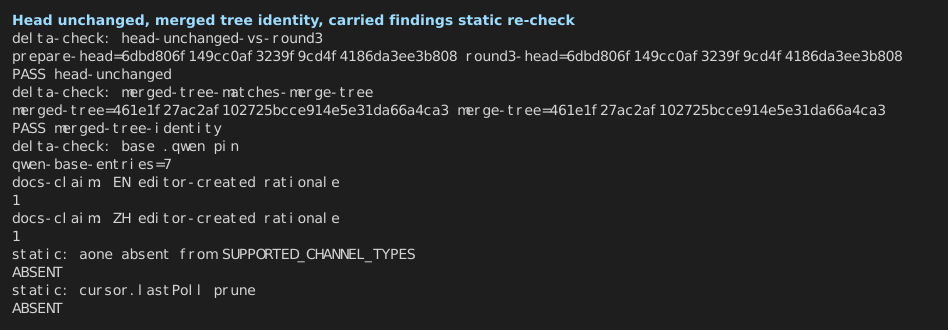 Head unchanged, merged tree identity, carried findings static re-check
delta-check: head-unchanged-vs-round3
prepare-head=6dbd806f149cc0af3239f9cd4f4186da3ee3b808 round3-head=6dbd806f149cc0af3239f9cd4f4186da3ee3b808
PASS head-unchanged
delta-check: merged-tree-matches-merge-tree
merged-tree=461e1f27ac2af102725bcce914e5e31da66a4ca3 merge-tree=461e1f27ac2af102725bcce914e5e31da66a4ca3
PASS merged-tree-identity
delta-check: base .qwen pin
qwen-base-entries=7
docs-claim: EN editor-created rationale
1
docs-claim: ZH editor-created rationale
1
static: aone absent from SUPPORTED_CHANNEL_TYPES
ABSENT
static: cursor.lastPoll prune
ABSENT